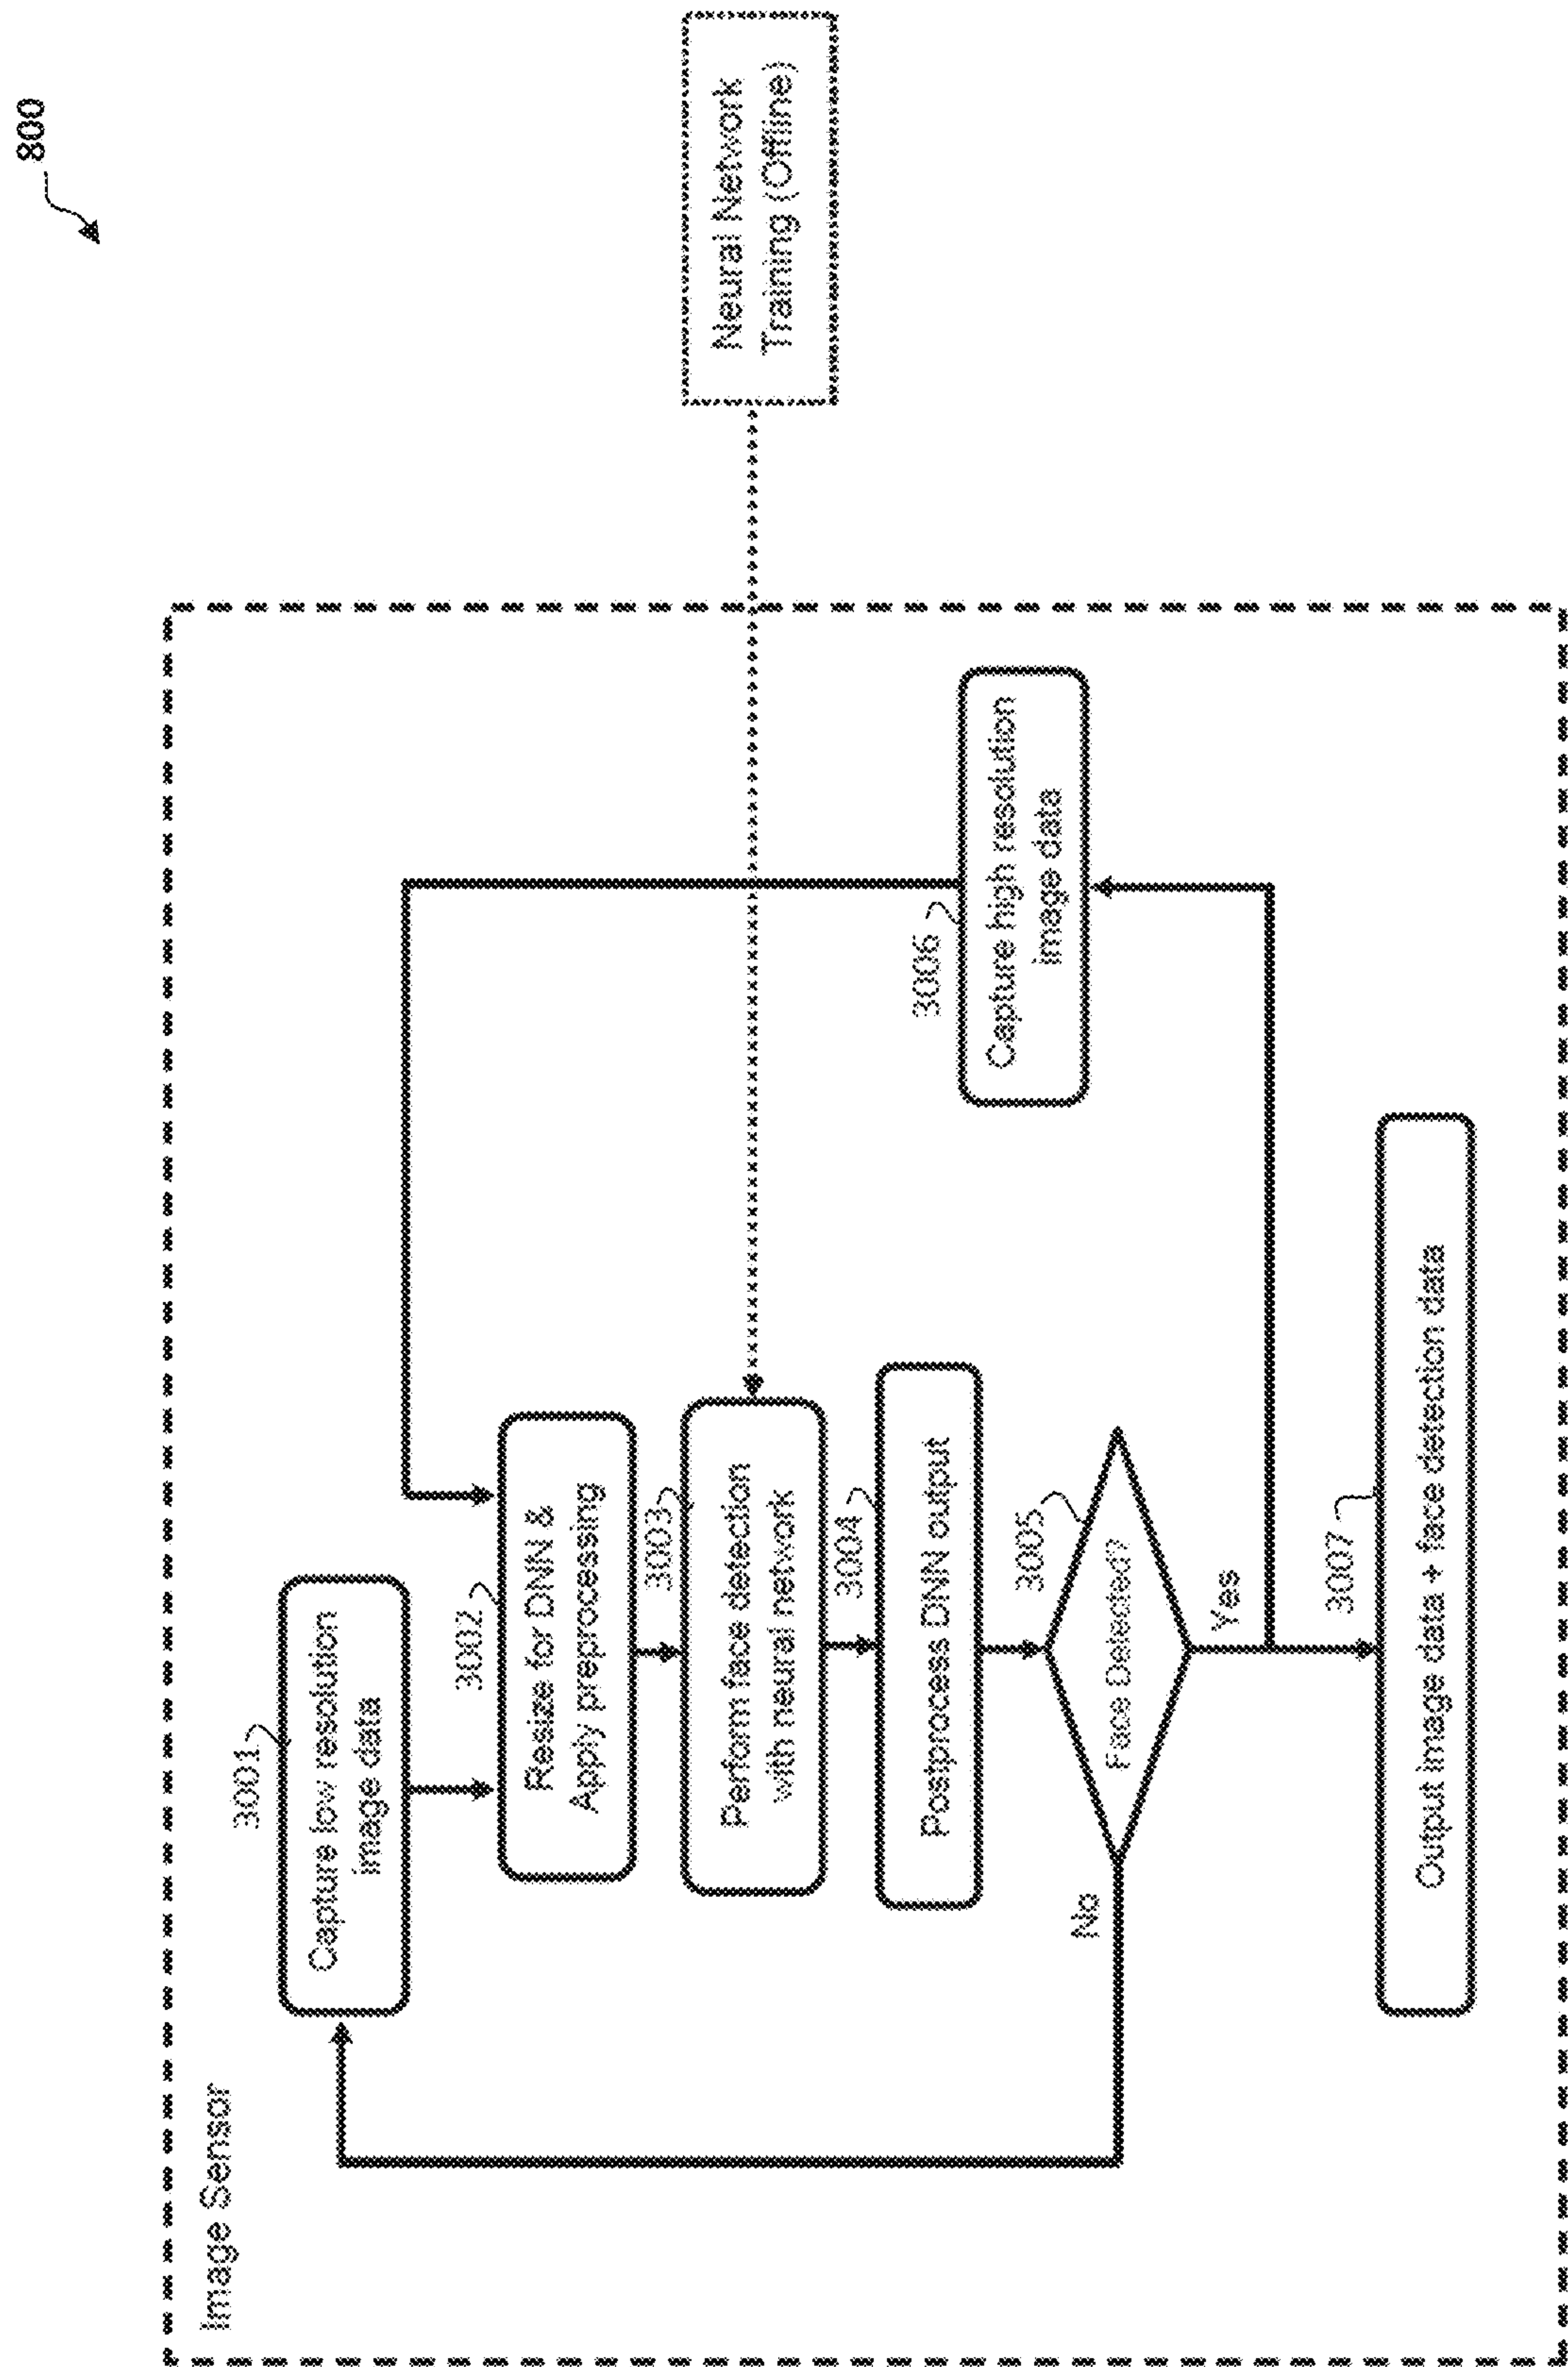 800
Image Sensor
3001
Capture low resolution
image data
3002
Resize for DNN &
Apply preprocessing
3003
Perform face detection
with neural network
Neural Network
Training (Offline)
3004
Postprocess DNN output
3005
Face Detected?
No
Yes
3006
Capture high resolution
image data
3007
Output image data + face detection data